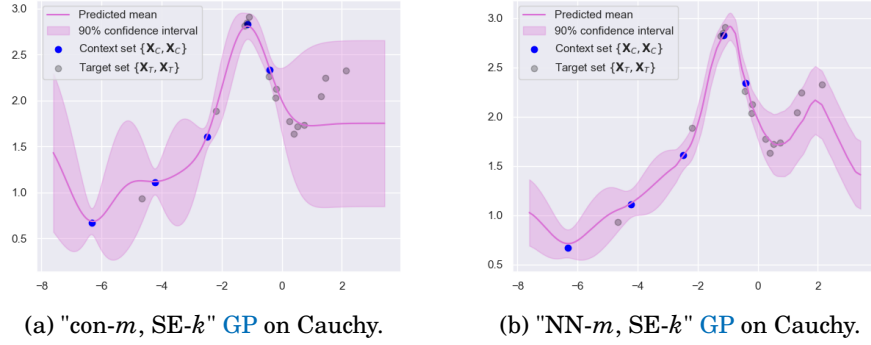 Predicted mean
90% confidence interval
Context set {X_C, X_C}
Target set {X_T, X_T}
3.0
2.5
2.0
1.5
1.0
0.5
−8 −6 −4 −2 0 2
(a) "con-m, SE-k" GP on Cauchy.
Predicted mean
90% confidence interval
Context set {X_C, X_C}
Target set {X_T, X_T}
3.0
2.5
2.0
1.5
1.0
0.5
−8 −6 −4 −2 0 2
(b) "NN-m, SE-k" GP on Cauchy.